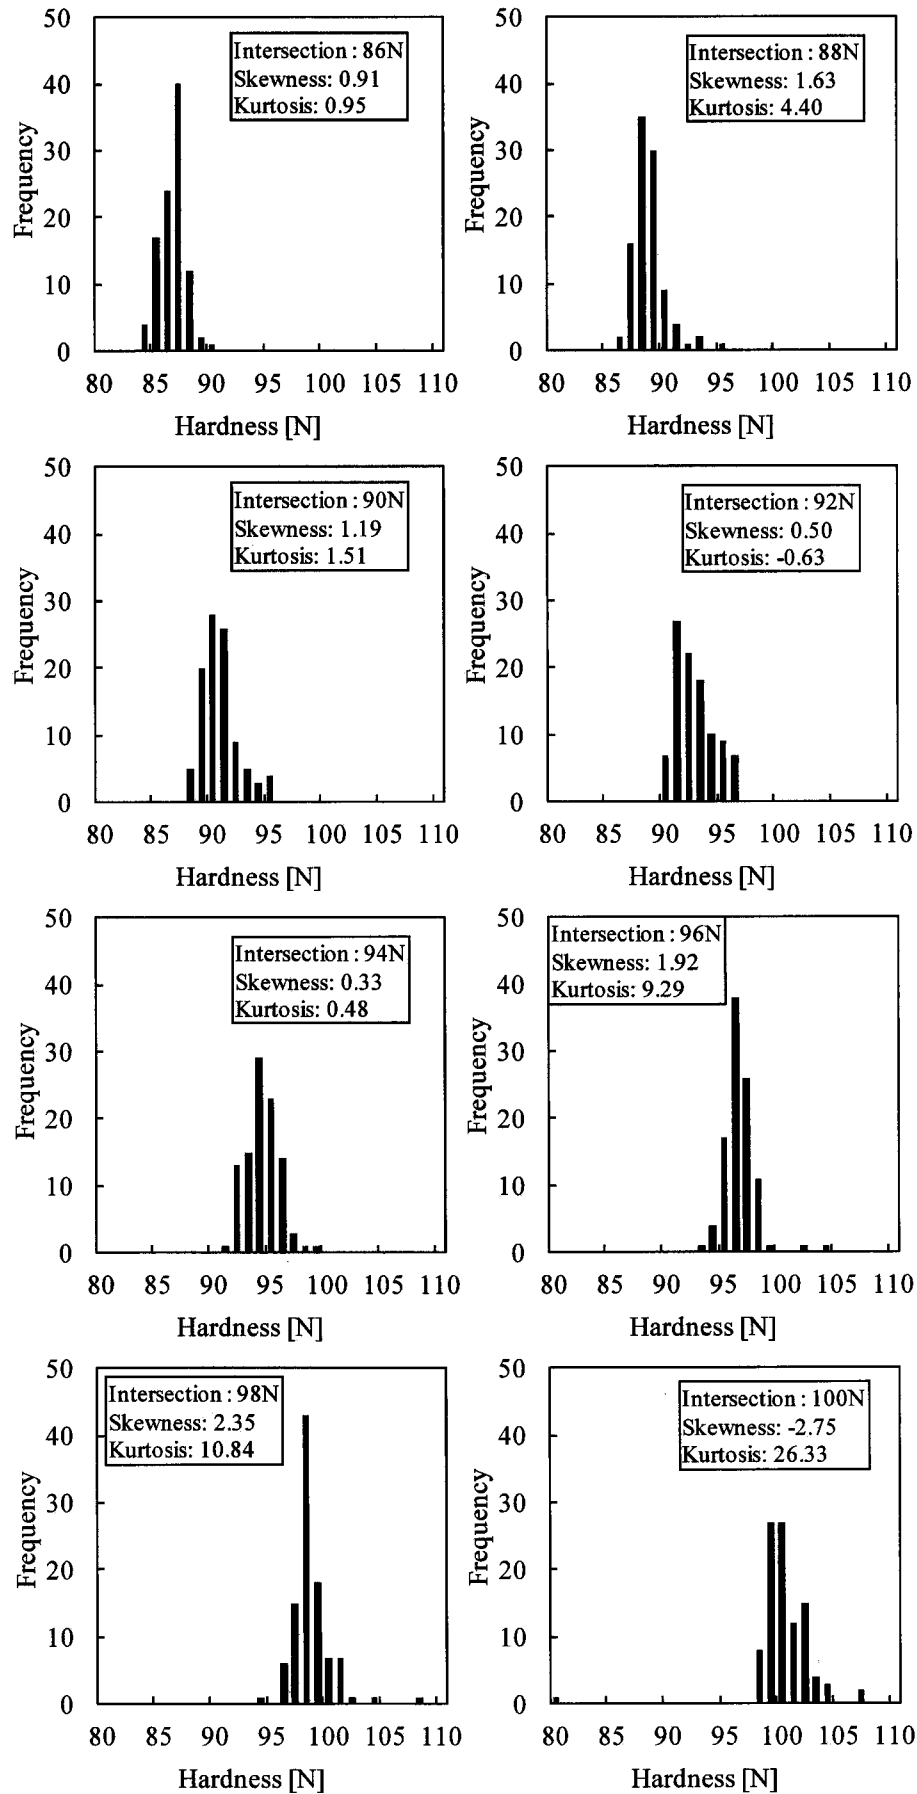 50
40
30
20
10
0
Frequency
Intersection : 86N
Skewness: 0.91
Kurtosis: 0.95
80 85 90 95 100 105 110
Hardness [N]
50
40
30
20
10
0
Frequency
Intersection : 88N
Skewness: 1.63
Kurtosis: 4.40
80 85 90 95 100 105 110
Hardness [N]
50
40
30
20
10
0
Frequency
Intersection : 90N
Skewness: 1.19
Kurtosis: 1.51
80 85 90 95 100 105 110
Hardness [N]
50
40
30
20
10
0
Frequency
Intersection : 92N
Skewness: 0.50
Kurtosis: -0.63
80 85 90 95 100 105 110
Hardness [N]
50
40
30
20
10
0
Frequency
Intersection : 94N
Skewness: 0.33
Kurtosis: 0.48
80 85 90 95 100 105 110
Hardness [N]
50
40
30
20
10
0
Frequency
Intersection : 96N
Skewness: 1.92
Kurtosis: 9.29
80 85 90 95 100 105 110
Hardness [N]
50
40
30
20
10
0
Frequency
Intersection : 98N
Skewness: 2.35
Kurtosis: 10.84
80 85 90 95 100 105 110
Hardness [N]
50
40
30
20
10
0
Frequency
Intersection : 100N
Skewness: -2.75
Kurtosis: 26.33
80 85 90 95 100 105 110
Hardness [N]